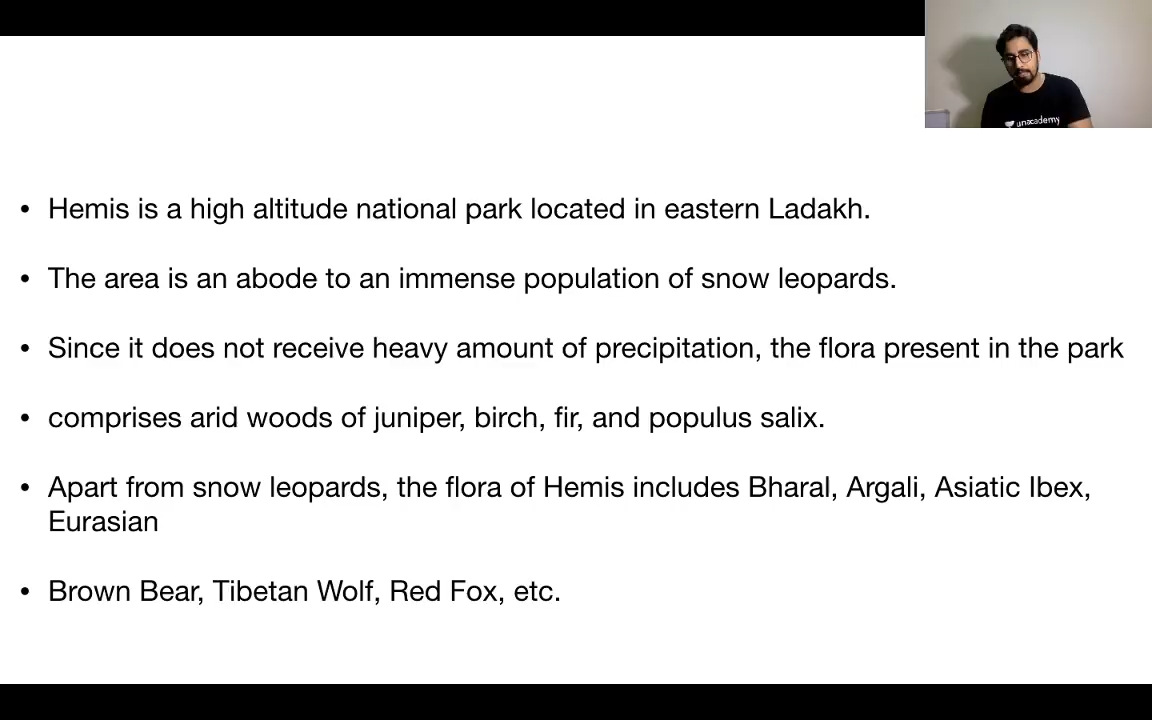 unacademy
• Hemis is a high altitude national park located in eastern Ladakh.
• The area is an abode to an immense population of snow leopards.
• Since it does not receive heavy amount of precipitation, the flora present in the park
• comprises arid woods of juniper, birch, fir, and populus salix.
• Apart from snow leopards, the flora of Hemis includes Bharal, Argali, Asiatic Ibex,
Eurasian
• Brown Bear, Tibetan Wolf, Red Fox, etc.